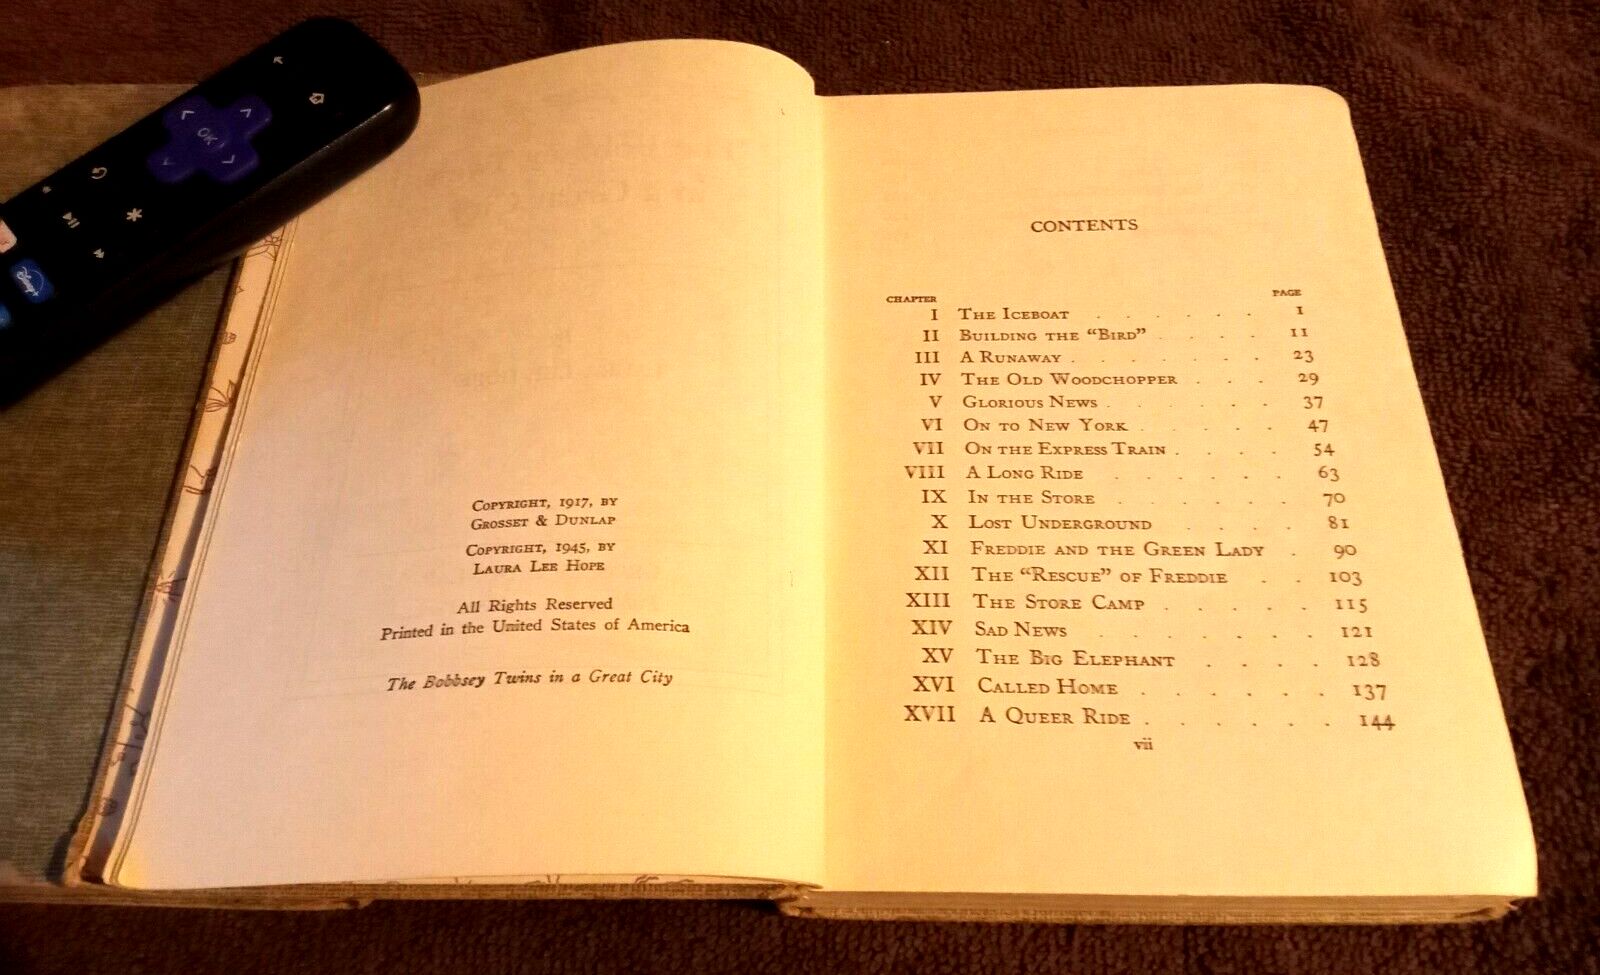 OK
Disney+
COPYRIGHT, 1917, BY
GROSSET & DUNLAP
COPYRIGHT, 1945, BY
LAURA LEE HOPE
All Rights Reserved
Printed in the United States of America
The Bobbsey Twins in a Great City
CONTENTS
CHAPTER PAGE
I THE ICEBOAT . . . . . . 1
II BUILDING THE “BIRD” . . . . 11
III A RUNAWAY . . . . . . . 23
IV THE OLD WOODCHOPPER . . . 29
V GLORIOUS NEWS . . . . . . 37
VI ON TO NEW YORK . . . . . 47
VII ON THE EXPRESS TRAIN . . . . 54
VIII A LONG RIDE . . . . . . 63
IX IN THE STORE . . . . . . 70
X LOST UNDERGROUND . . . . 81
XI FREDDIE AND THE GREEN LADY . 90
XII THE “RESCUE” OF FREDDIE . . 103
XIII THE STORE CAMP . . . . . 115
XIV SAD NEWS . . . . . . . 121
XV THE BIG ELEPHANT . . . . 128
XVI CALLED HOME . . . . . . 137
XVII A QUEER RIDE . . . . . . 144
vii